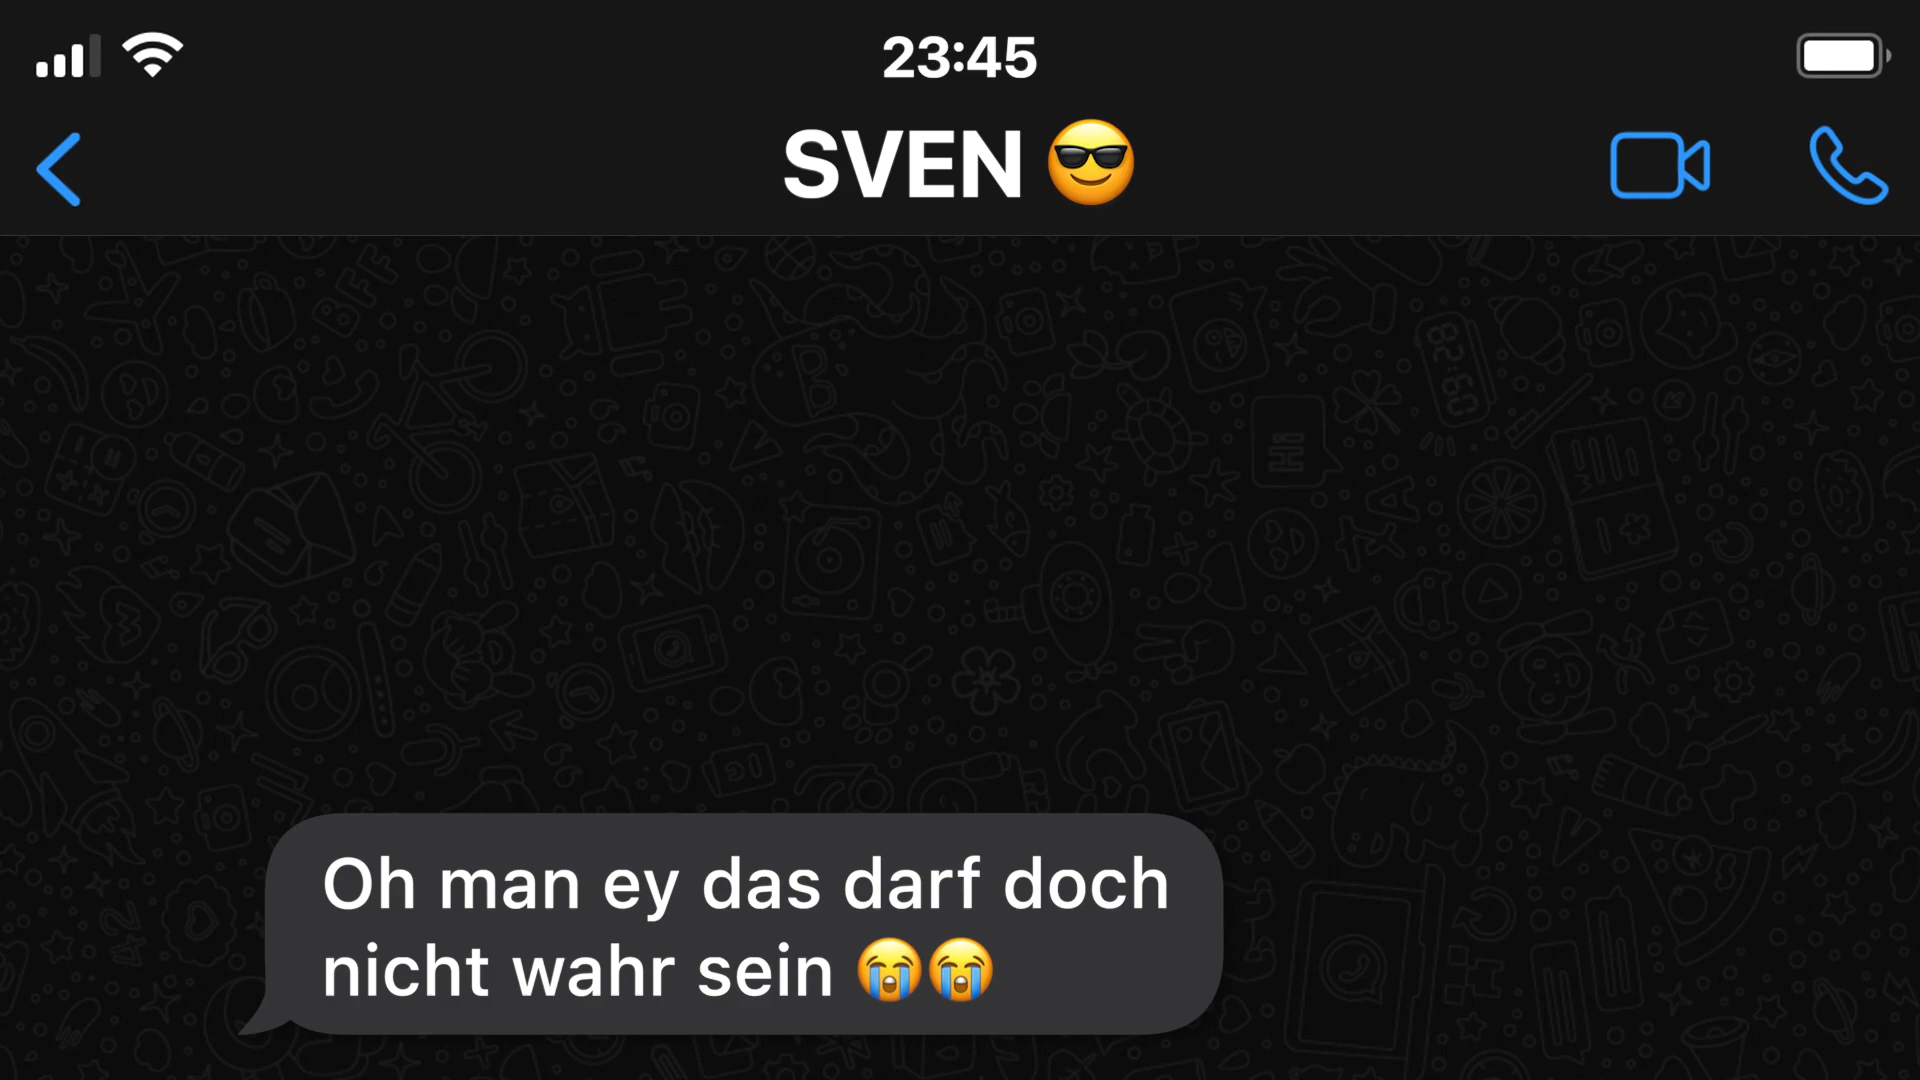 23:45
SVEN 😎
Oh man ey das darf doch
nicht wahr sein 😭😭